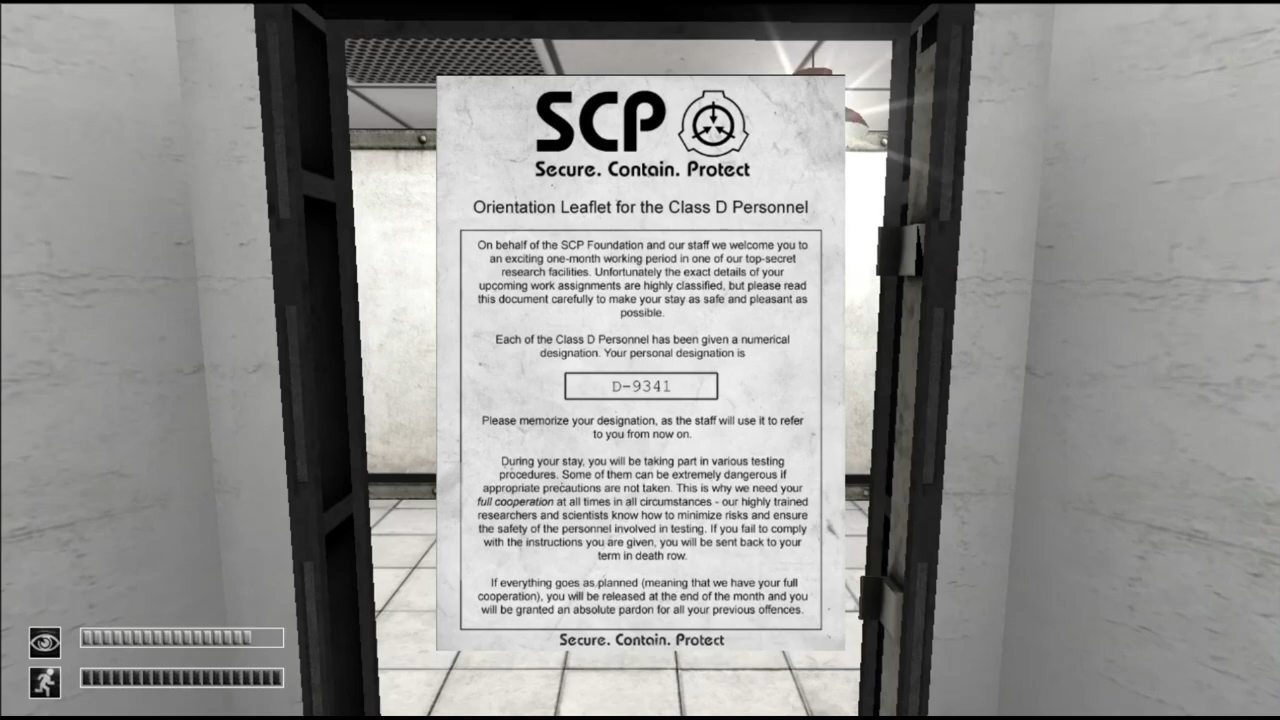 SCP
Secure. Contain. Protect
Orientation Leaflet for the Class D Personnel
On behalf of the SCP Foundation and our staff we welcome you to
an exciting one-month working period in one of our top-secret
research facilities. Unfortunately the exact details of your
upcoming work assignments are highly classified, but please read
this document carefully to make your stay as safe and pleasant as
possible.
Each of the Class D Personnel has been given a numerical
designation. Your personal designation is
D-9341
Please memorize your designation, as the staff will use it to refer
to you from now on.
During your stay, you will be taking part in various testing
procedures. Some of them can be extremely dangerous if
appropriate precautions are not taken. This is why we need your
full cooperation at all times in all circumstances - our highly trained
researchers and scientists know how to minimize risks and ensure
the safety of the personnel involved in testing. If you fail to comply
with the instructions you are given, you will be sent back to your
term in death row.
If everything goes as planned (meaning that we have your full
cooperation), you will be released at the end of the month and you
will be granted an absolute pardon for all your previous offences.
Secure. Contain. Protect